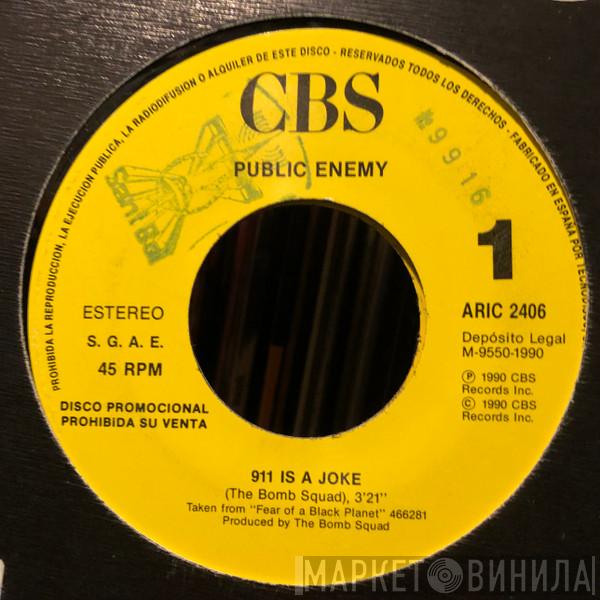 PROHIBIDA LA REPRODUCCION, LA EJECUCION PUBLICA, LA RADIODIFUSION O ALQUILER DE ESTE DISCO - RESERVADOS TODOS LOS DERECHOS - FABRICADO EN ESPAÑA POR
CBS
PUBLIC ENEMY
9916
1
ESTEREO
S. G. A. E.
45 RPM
DISCO PROMOCIONAL
PROHIBIDA SU VENTA
ARIC 2406
Depósito Legal
M-9550-1990
Ⓟ 1990 CBS
Records Inc.
© 1990 CBS
Records Inc.
911 IS A JOKE
(The Bomb Squad), 3'21''
Taken from "Fear of a Black Planet" 466281
Produced by The Bomb Squad
МАРКЕТ ВИНИЛА